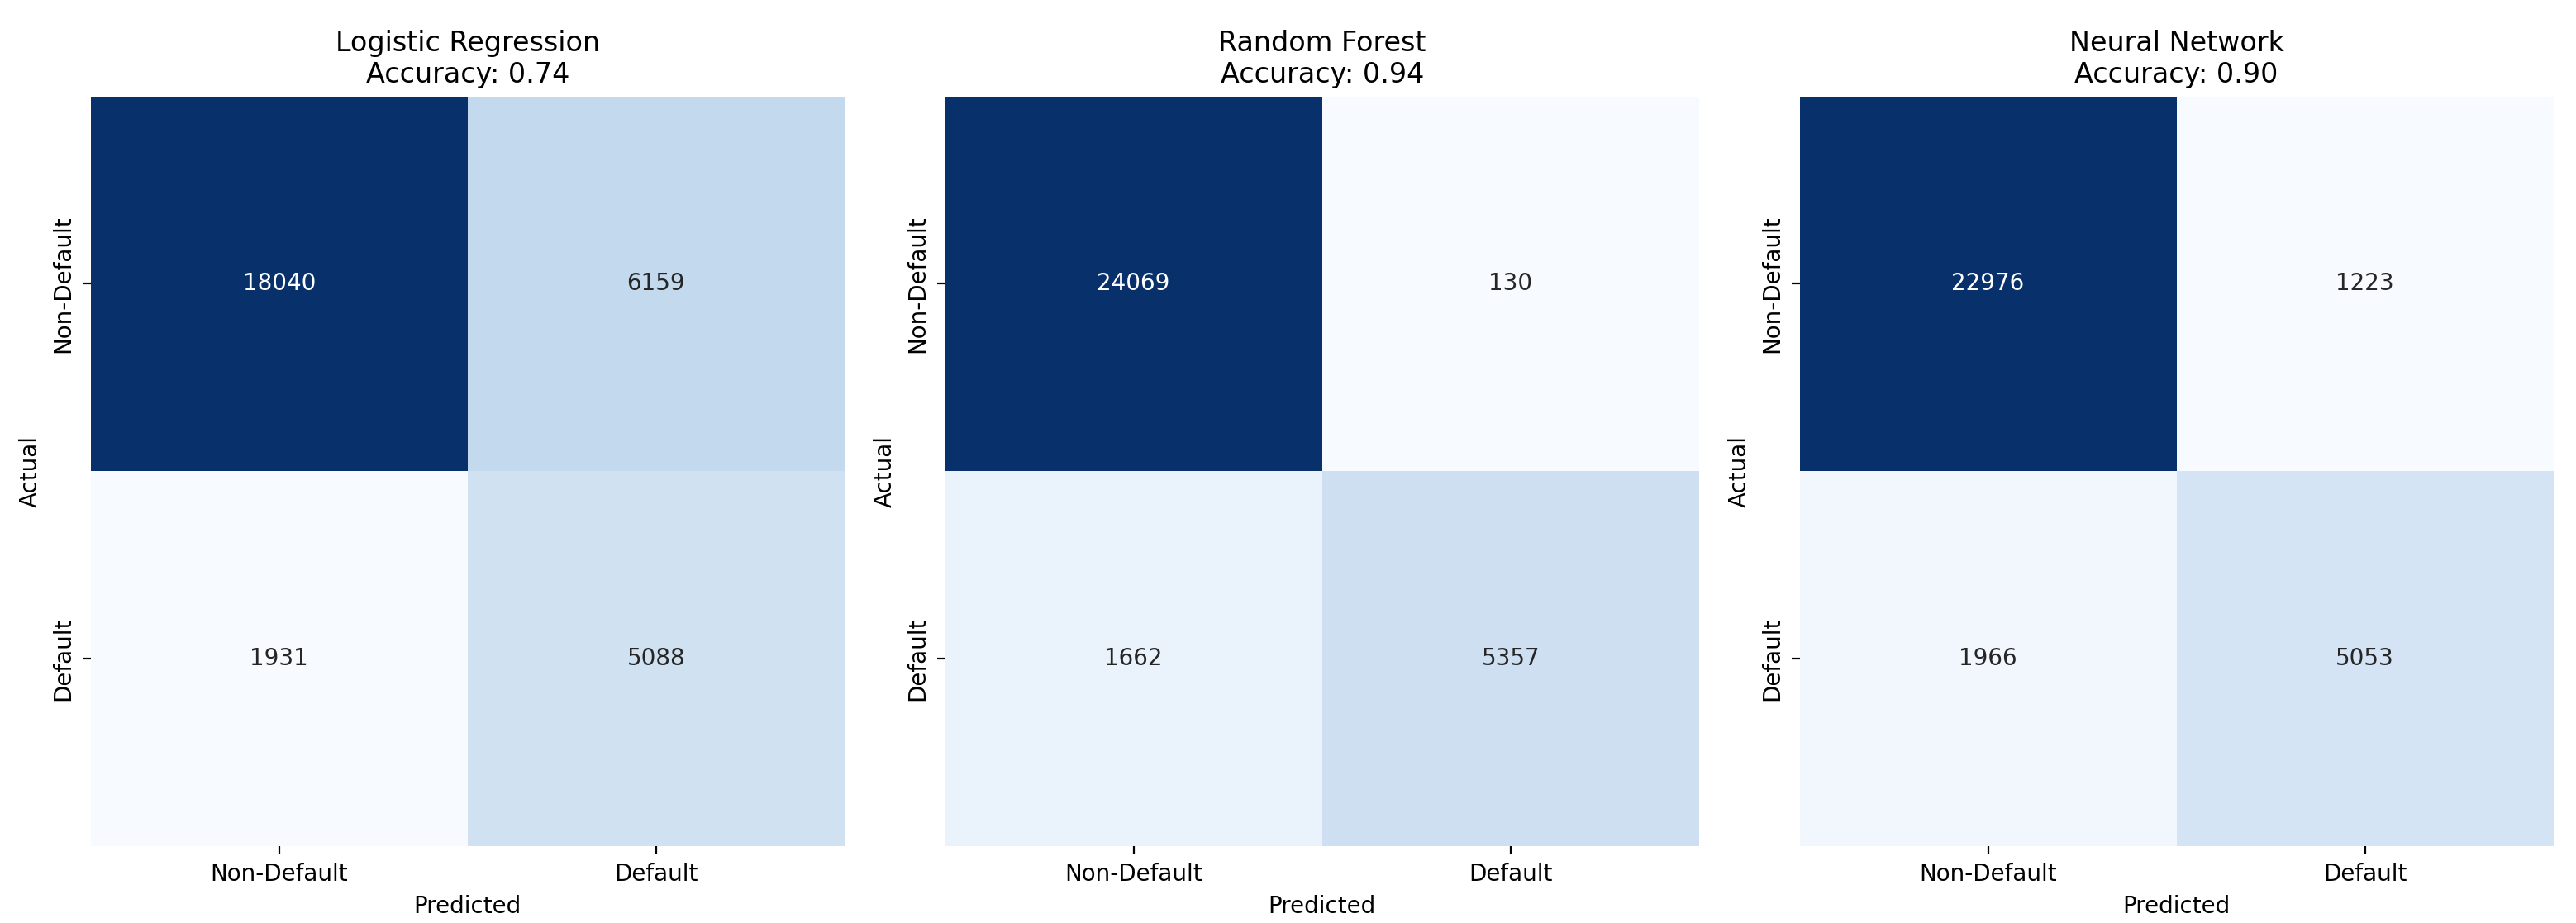 Logistic Regression
Accuracy: 0.74
Non-Default
Default
Actual
18040
6159
1931
5088
Non-Default
Default
Predicted
Random Forest
Accuracy: 0.94
Non-Default
Default
Actual
24069
130
1662
5357
Non-Default
Default
Predicted
Neural Network
Accuracy: 0.90
Non-Default
Default
Actual
22976
1223
1966
5053
Non-Default
Default
Predicted